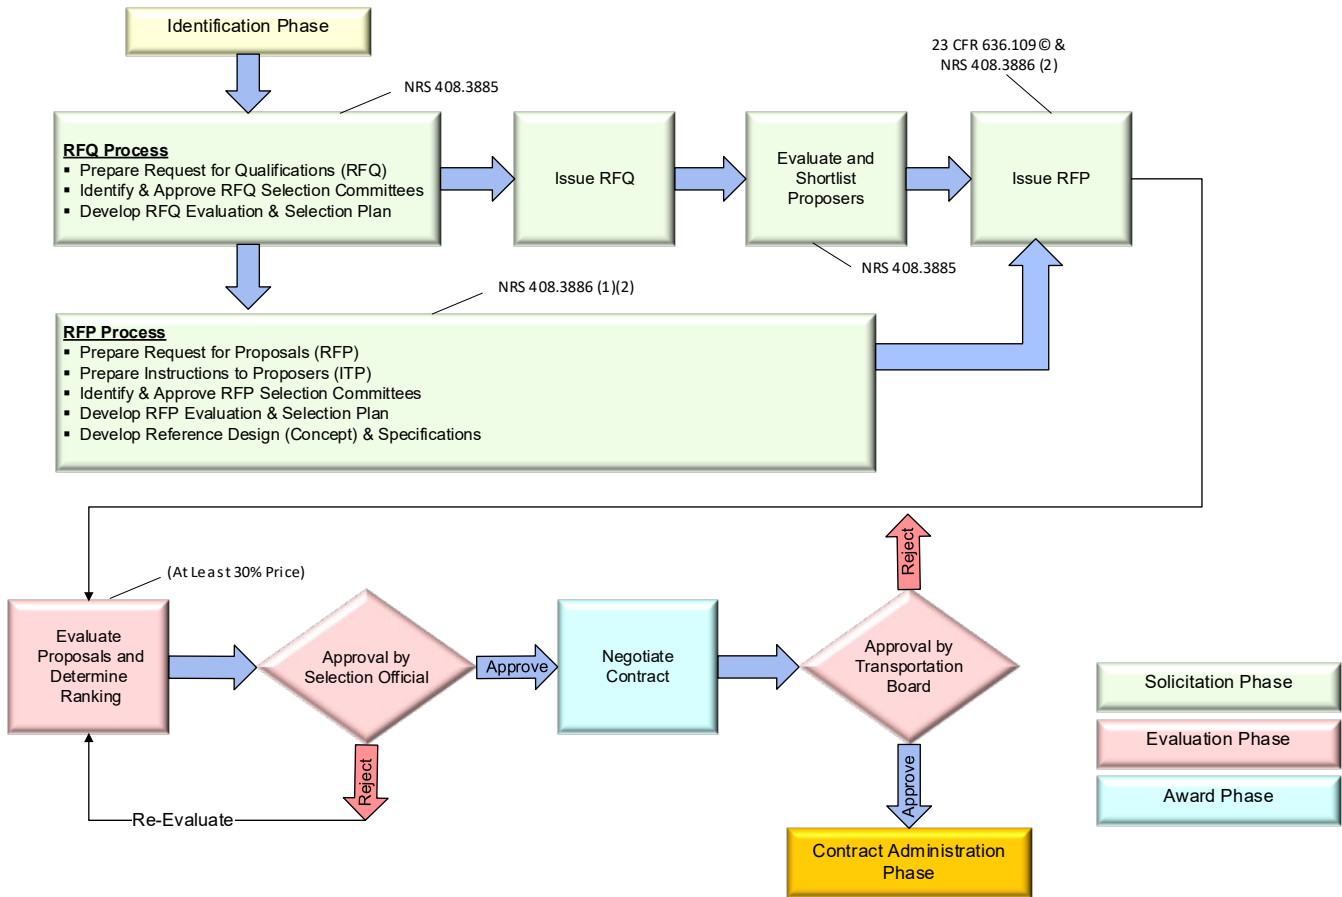 Identification Phase
23 CFR 636.109© &
NRS 408.3886 (2)
NRS 408.3885
RFQ Process
▪ Prepare Request for Qualifications (RFQ)
▪ Identify & Approve RFQ Selection Committees
▪ Develop RFQ Evaluation & Selection Plan
Issue RFQ
Evaluate and
Shortlist
Proposers
Issue RFP
NRS 408.3885
NRS 408.3886 (1)(2)
RFP Process
▪ Prepare Request for Proposals (RFP)
▪ Prepare Instructions to Proposers (ITP)
▪ Identify & Approve RFP Selection Committees
▪ Develop RFP Evaluation & Selection Plan
▪ Develop Reference Design (Concept) & Specifications
(At Least 30% Price)
Reject
Evaluate
Proposals and
Determine
Ranking
Approval by
Selection Official
Approve
Negotiate
Contract
Approval by
Transportation
Board
Reject
Re-Evaluate
Approve
Contract Administration
Phase
Solicitation Phase
Evaluation Phase
Award Phase